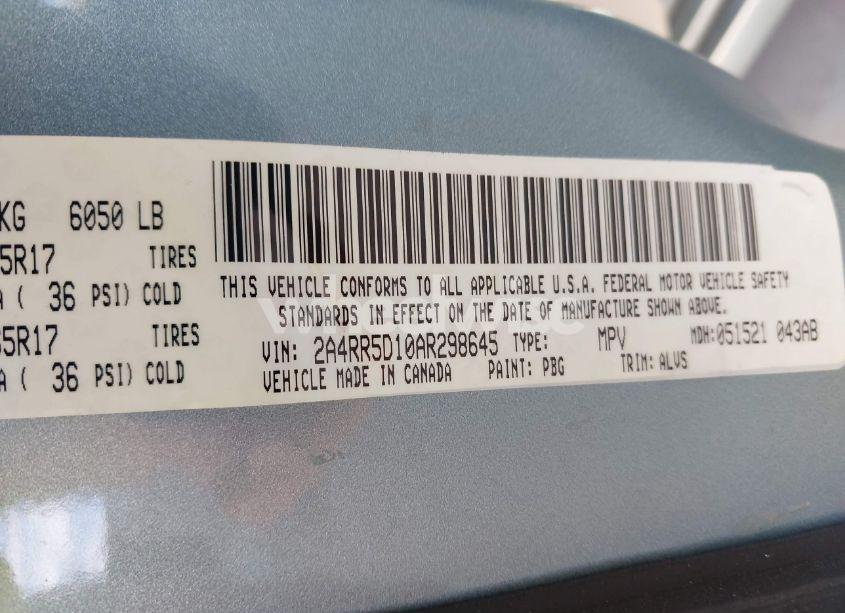 KG 6050 LB
5R17 TIRES
A ( 36 PSI) COLD
35R17 TIRES
A ( 36 PSI) COLD
THIS VEHICLE CONFORMS TO ALL APPLICABLE U.S.A. FEDERAL MOTOR VEHICLE SAFETY
STANDARDS IN EFFECT ON THE DATE OF MANUFACTURE SHOWN ABOVE.
VIN: 2A4RR5D10AR298645 TYPE: MPV MDH:051521 043AB
VEHICLE MADE IN CANADA PAINT: PBG TRIM: ALVS